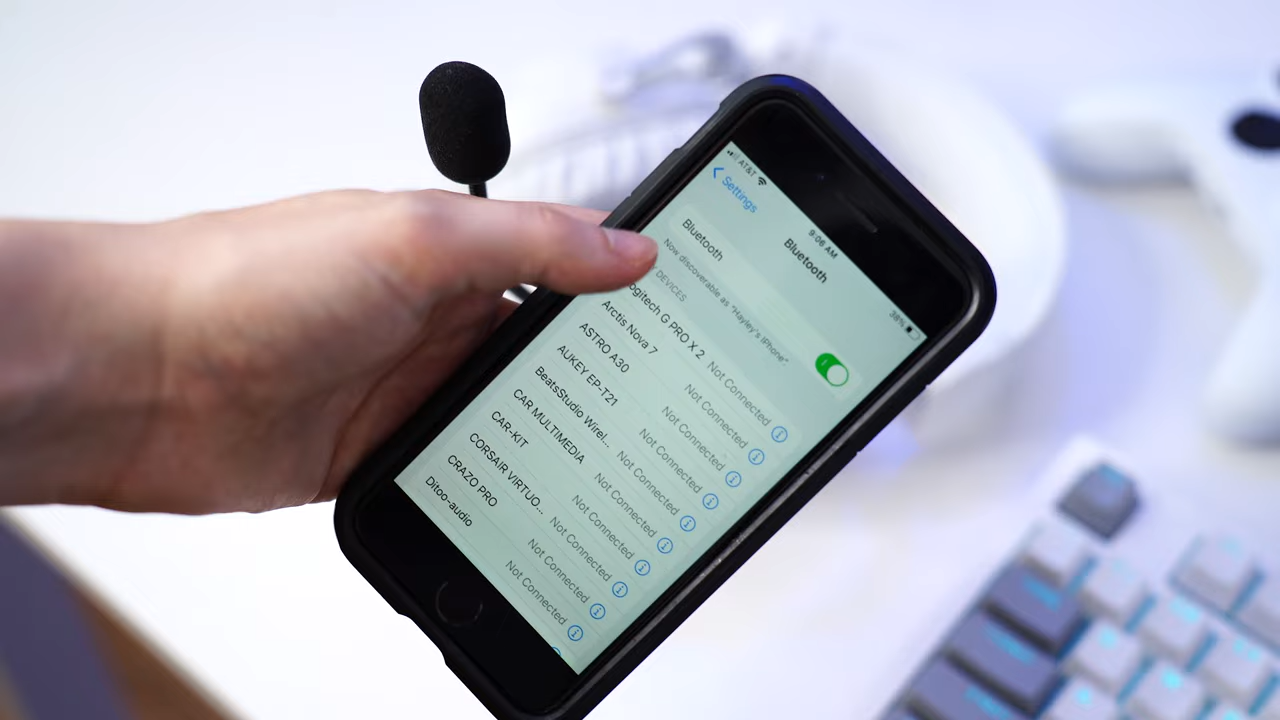 AT&T 9:06 AM 38%
Settings Bluetooth
Bluetooth
Now discoverable as "Hayley's iPhone".
DEVICES
ogitech G PRO X 2 Not Connected
Arctis Nova 7 Not Connected
ASTRO A30 Not Connected
AUKEY EP-T21 Not Connected
BeatsStudio Wirel... Not Connected
CAR MULTIMEDIA Not Connected
CAR-KIT Not Connected
CORSAIR VIRTUO... Not Connected
CRAZO PRO Not Connected
Ditoo-audio Not Connected